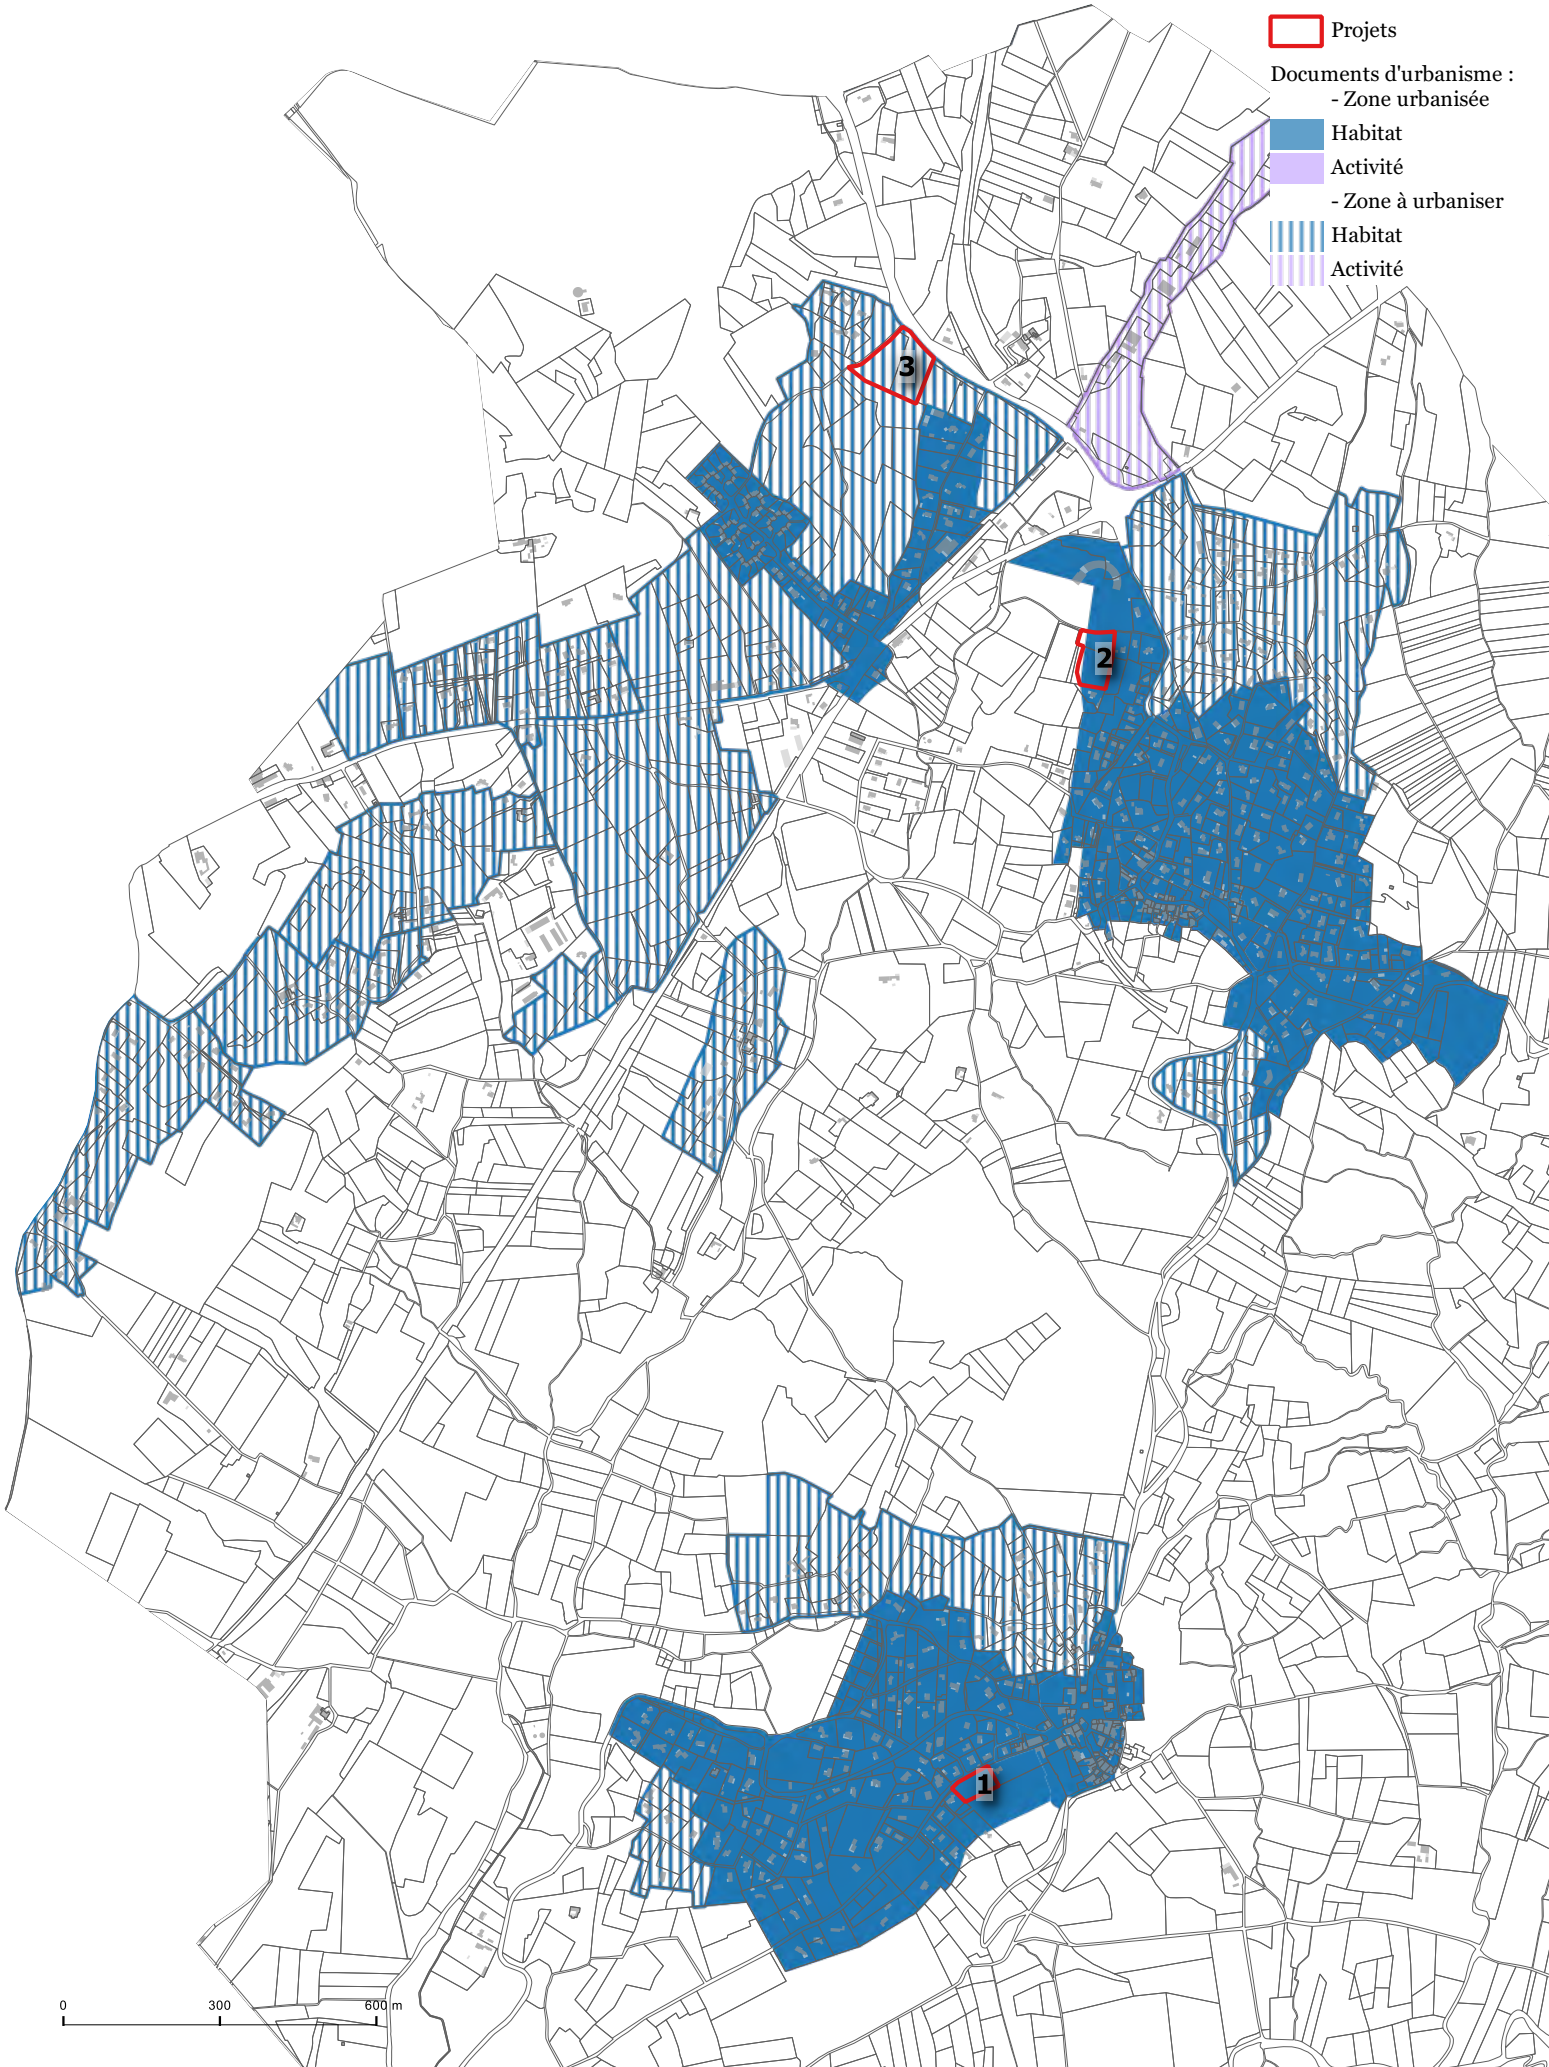 Projets
Documents d'urbanisme :
- Zone urbanisée
Habitat
Activité
- Zone à urbaniser
Habitat
Activité
3
2
1
0 300 600 m